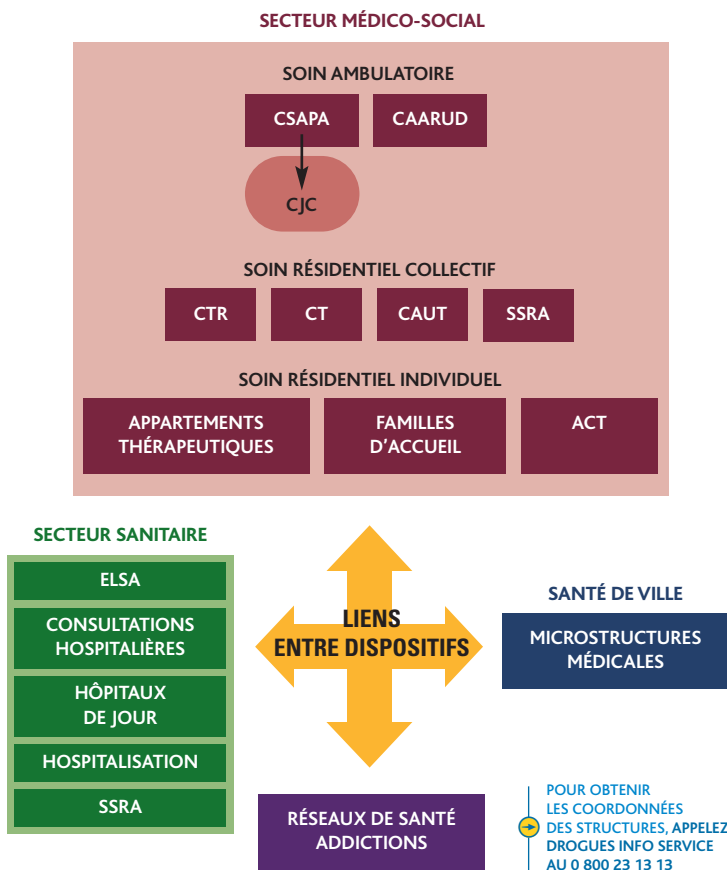 SECTEUR MÉDICO-SOCIAL
SOIN AMBULATOIRE
CSAPA
CAARUD
CJC
SOIN RÉSIDENTIEL COLLECTIF
CTR
CT
CAUT
SSRA
SOIN RÉSIDENTIEL INDIVIDUEL
APPARTEMENTS
THÉRAPEUTIQUES
FAMILLES
D'ACCUEIL
ACT
SECTEUR SANITAIRE
ELSA
CONSULTATIONS
HOSPITALIÈRES
HÔPITAUX
DE JOUR
HOSPITALISATION
SSRA
LIENS
ENTRE DISPOSITIFS
SANTÉ DE VILLE
MICROSTRUCTURES
MÉDICALES
RÉSEAUX DE SANTÉ
ADDICTIONS
POUR OBTENIR
LES COORDONNÉES
DES STRUCTURES, APPELEZ
DROGUES INFO SERVICE
AU 0 800 23 13 13